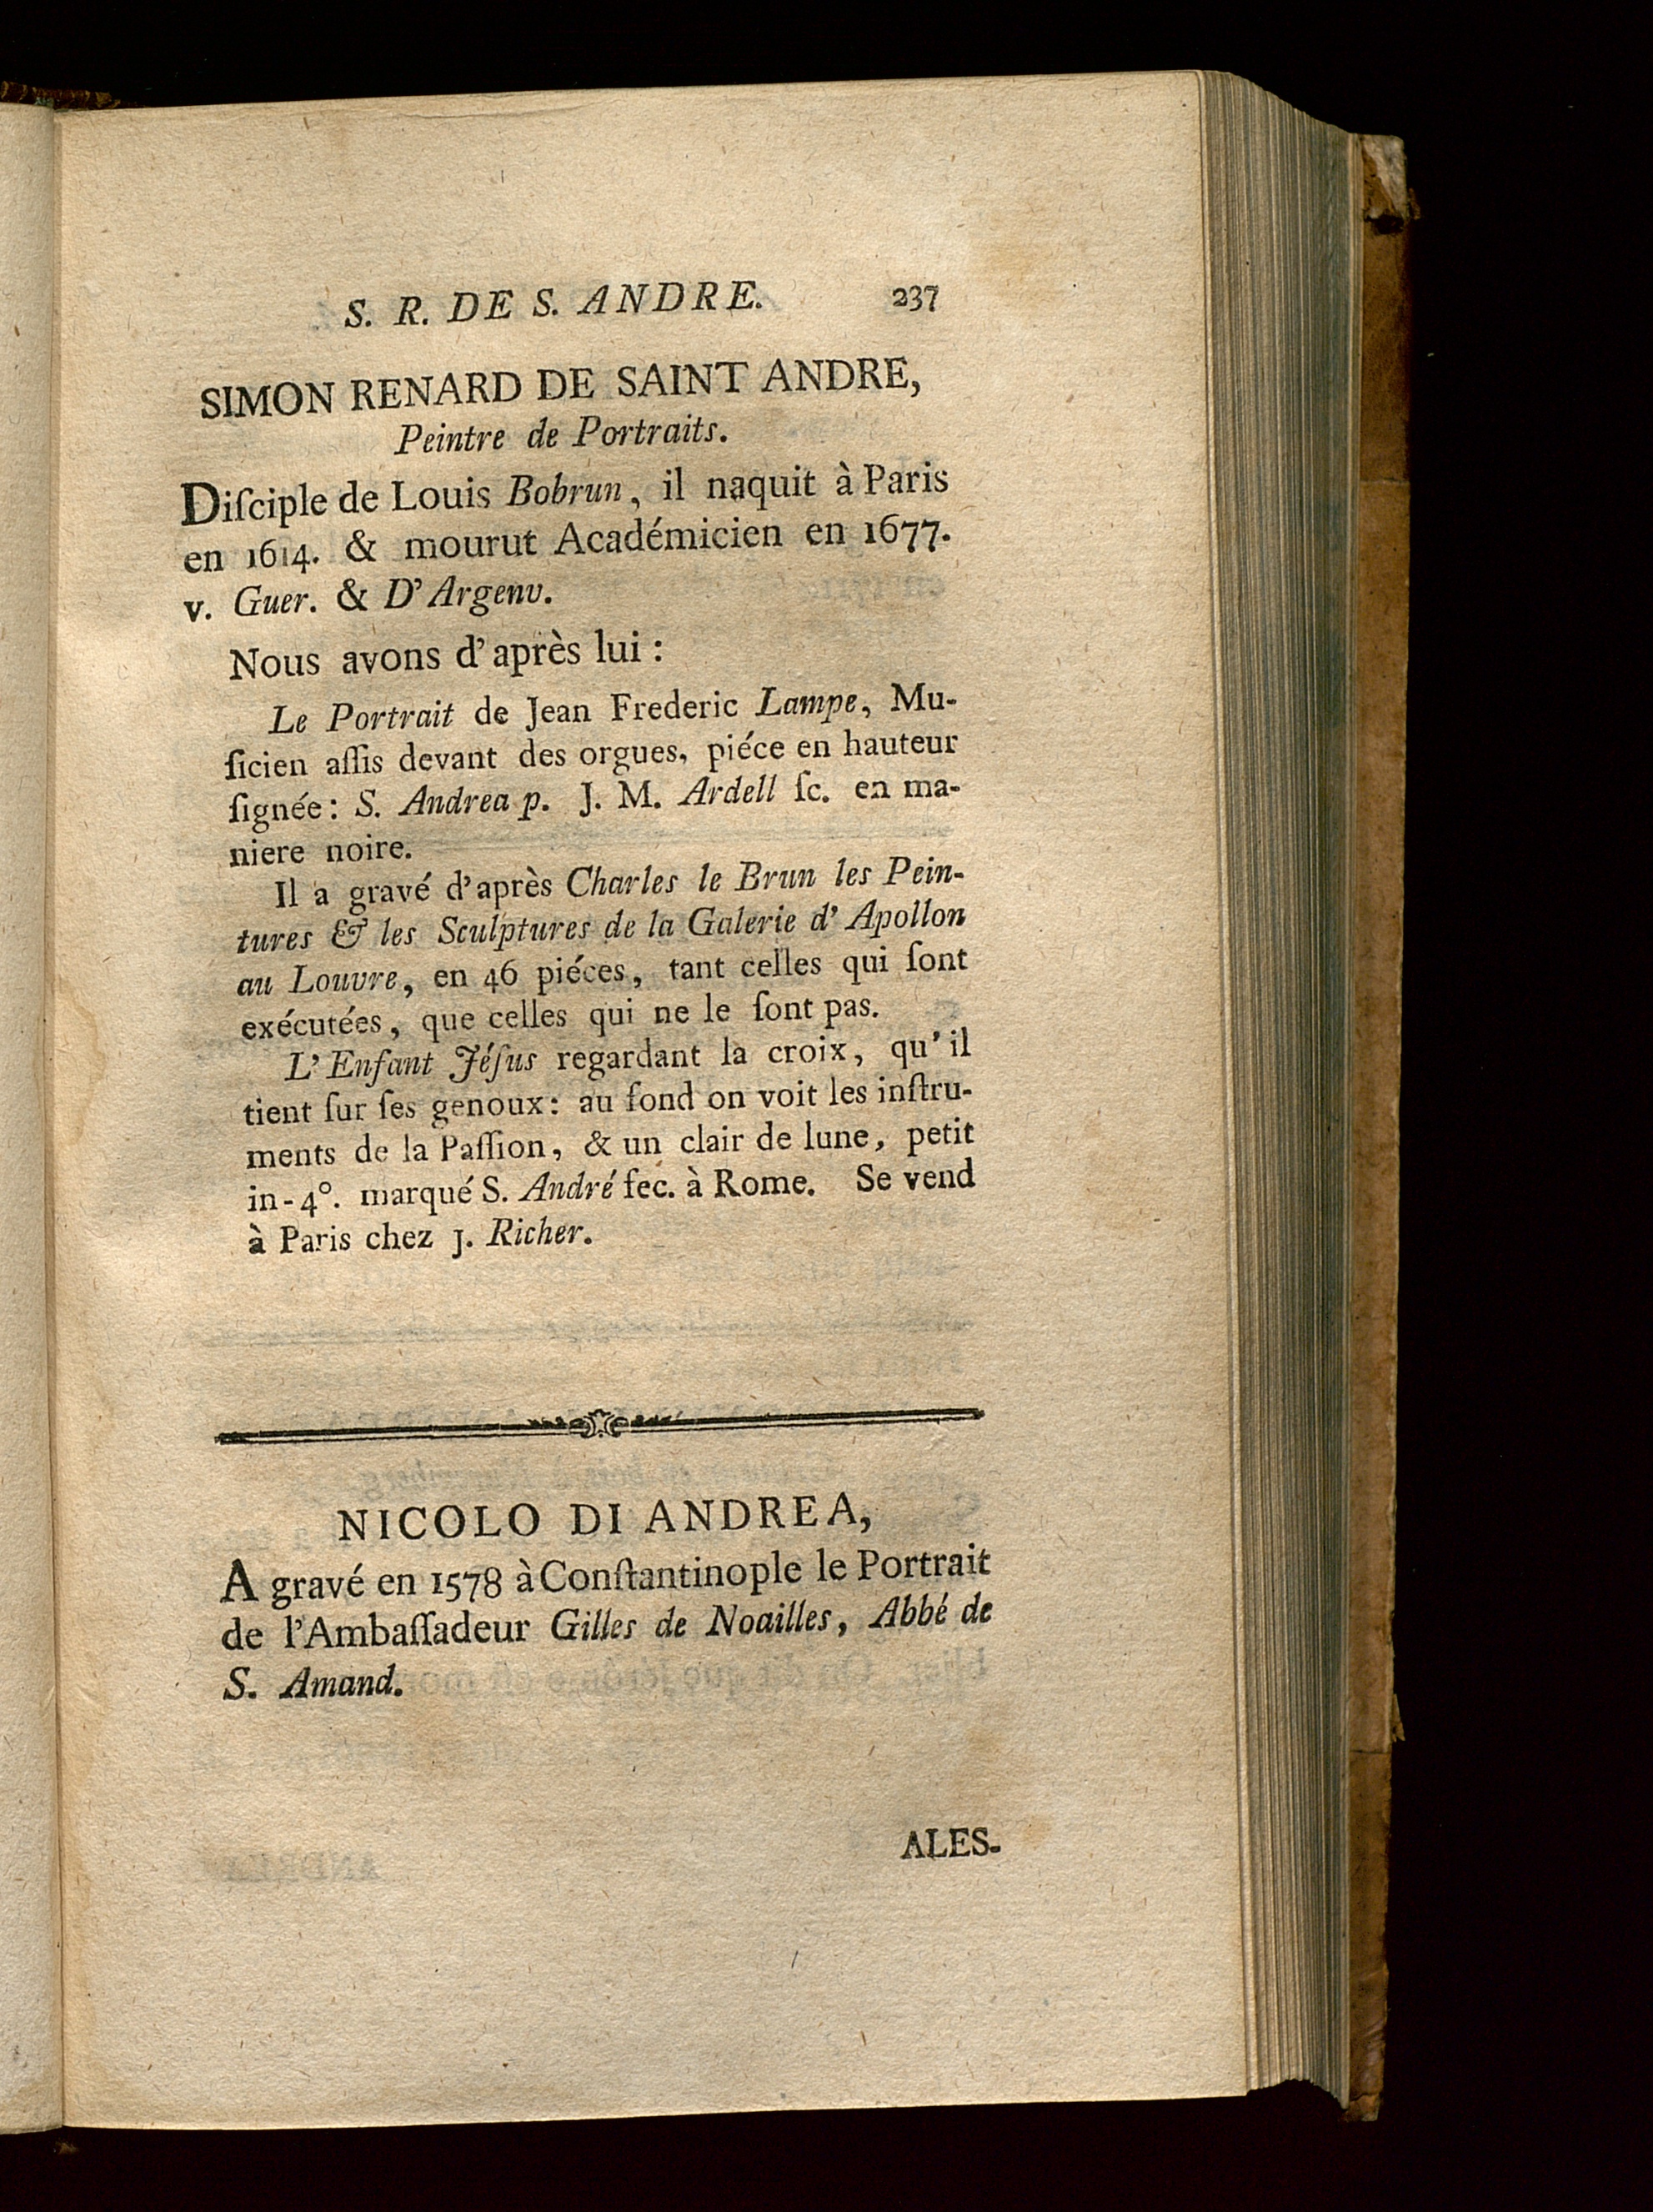 S. R. DE S. ANDRE. 237
SIMON RENARD DE SAINT ANDRE,
Peintre de Portraits.
Diſciple de Louis Bobrun, il naquit à Paris
en 1614. & mourut Académicien en 1677.
v. Guer. & D'Argenv.
Nous avons d'après lui:
Le Portrait de Jean Frederic Lampe, Mu-
ſicien aſſis devant des orgues, piéce en hauteur
ſignée: S. Andrea p. J. M. Ardell ſc. en ma-
niere noire.
Il a gravé d'après Charles le Brun les Pein-
tures & les Sculptures de la Galerie d'Apollon
au Louvre, en 46 piéces, tant celles qui ſont
exécutées, que celles qui ne le ſont pas.
L'Enfant Jéſus regardant la croix, qu'il
tient ſur ſes genoux: au fond on voit les inſtru-
ments de la Paſſion, & un clair de lune, petit
in-4°. marqué S. André fec. à Rome. Se vend
à Paris chez J. Richer.
NICOLO DI ANDREA,
A gravé en 1578 à Conſtantinople le Portrait
de l'Ambaſſadeur Gilles de Noailles, Abbé de
S. Amand.
ALES-